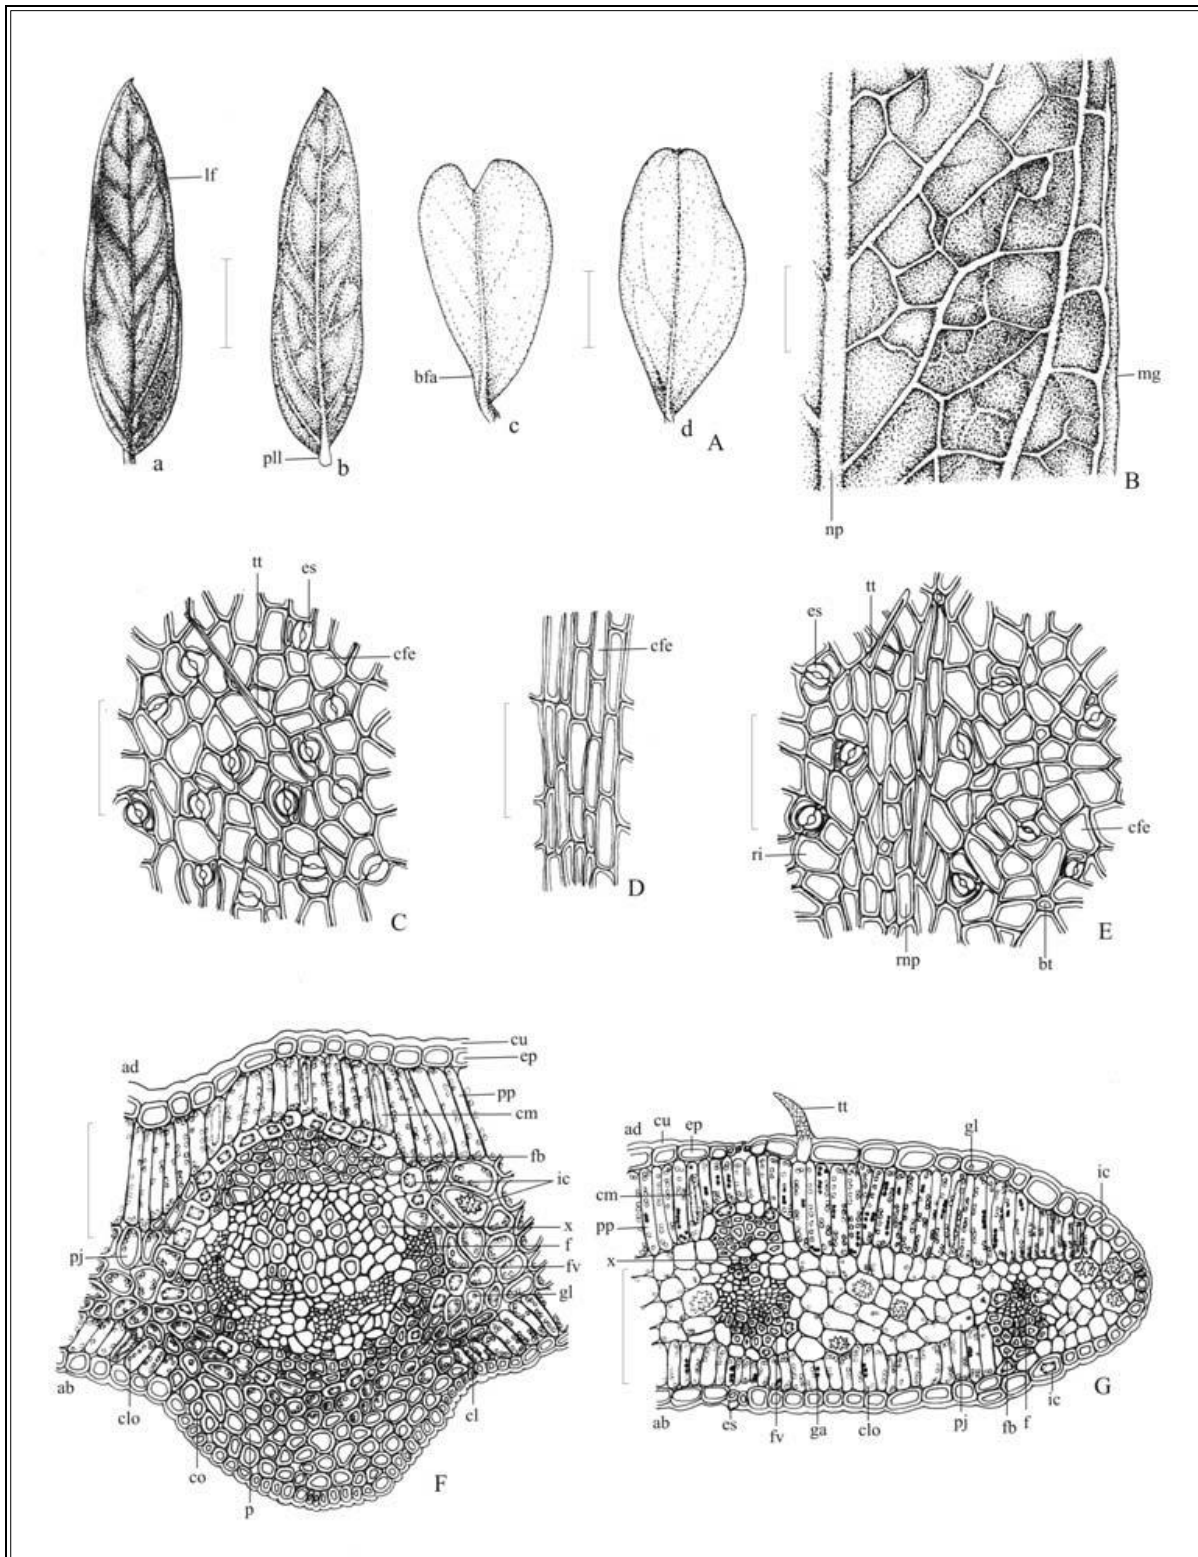 lf
bfa
pll
a
b
c
d
A
mg
B
np
tt
es
cfe
C
cfe
D
es
tt
cfe
ri
E
rnp
bt
ad
cu
ep
pp
cm
fb
ic
x
f
fv
gl
pj
ab
clo
cl
co
F
p
tt
ad
cu
ep
gl
ic
cm
pp
x
G
ab
es
fv
ga
clo
pj
fb
f
ic